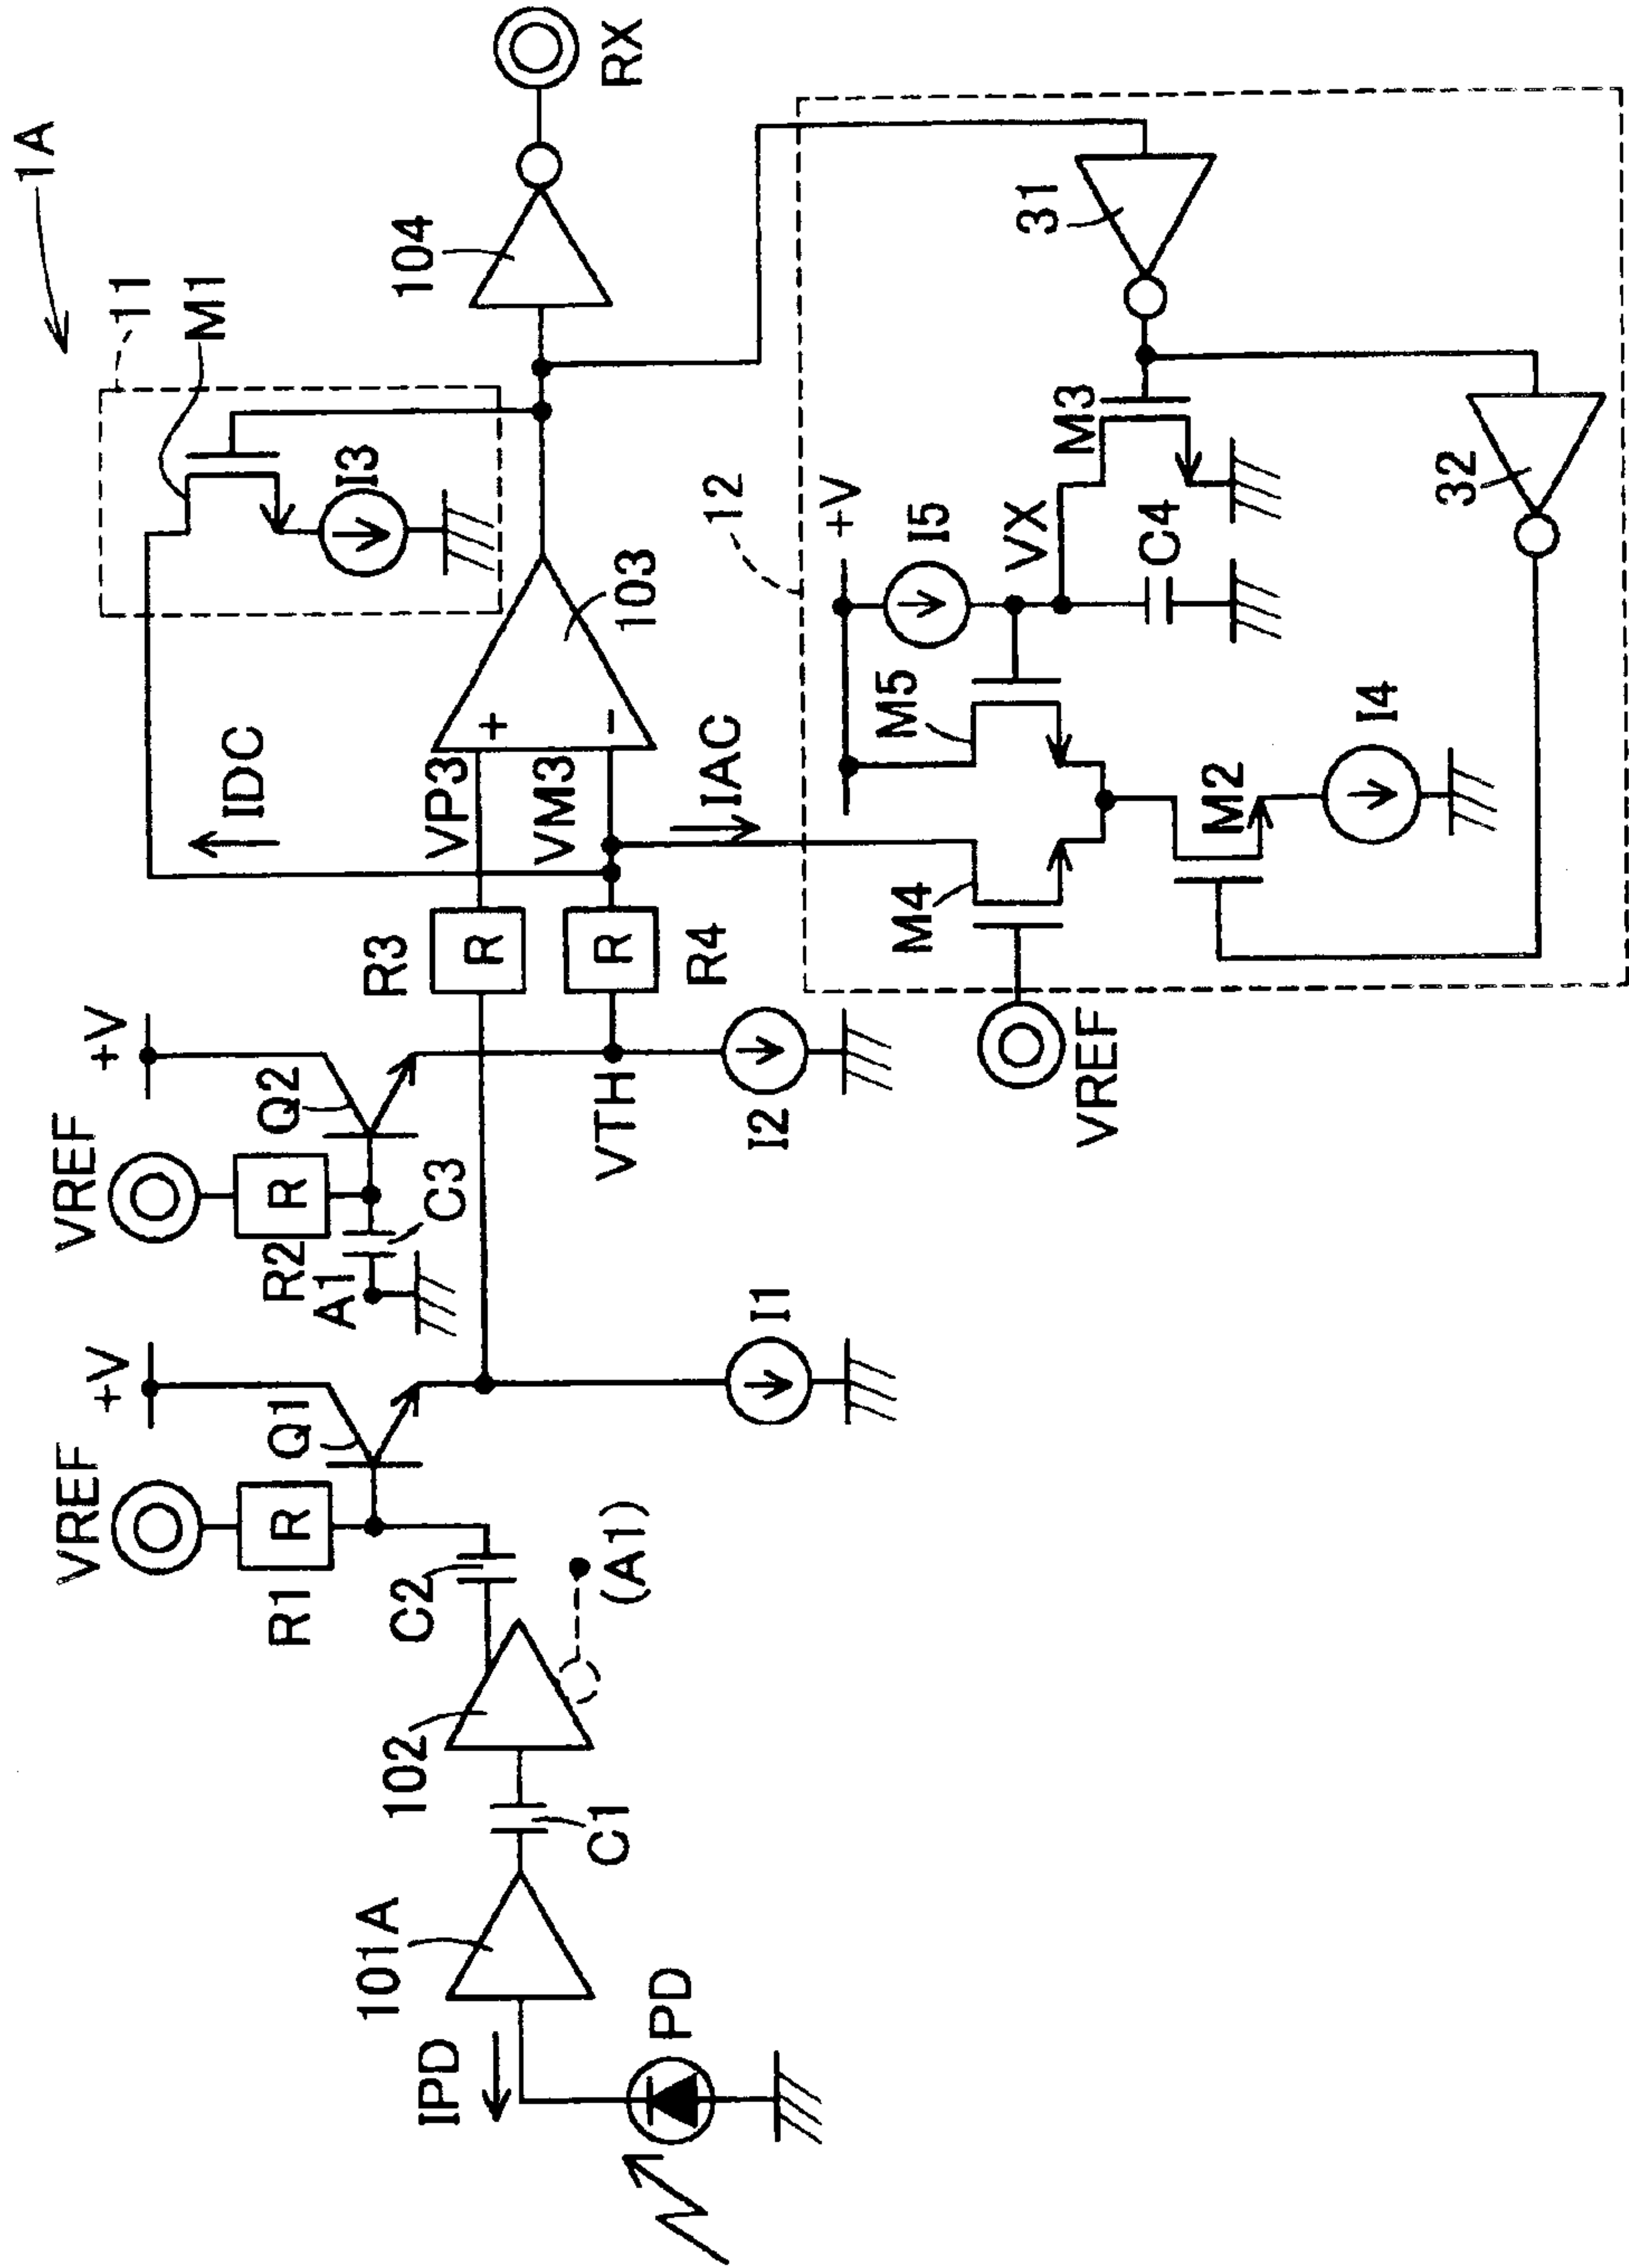 1A
11
M1
I3
104
RX
IDC
VP3
VM3
+
−
103
IAC
R3
R
R
R4
+V
VREF
Q2
R
R2
A1
C3
VTH
I2
+V
VREF
Q1
R
R1
C2
I1
(A1)
102
C1
101A
IPD
PD
12
+V
I5
VX
C4
M3
31
32
M5
M4
M2
I4
VREF